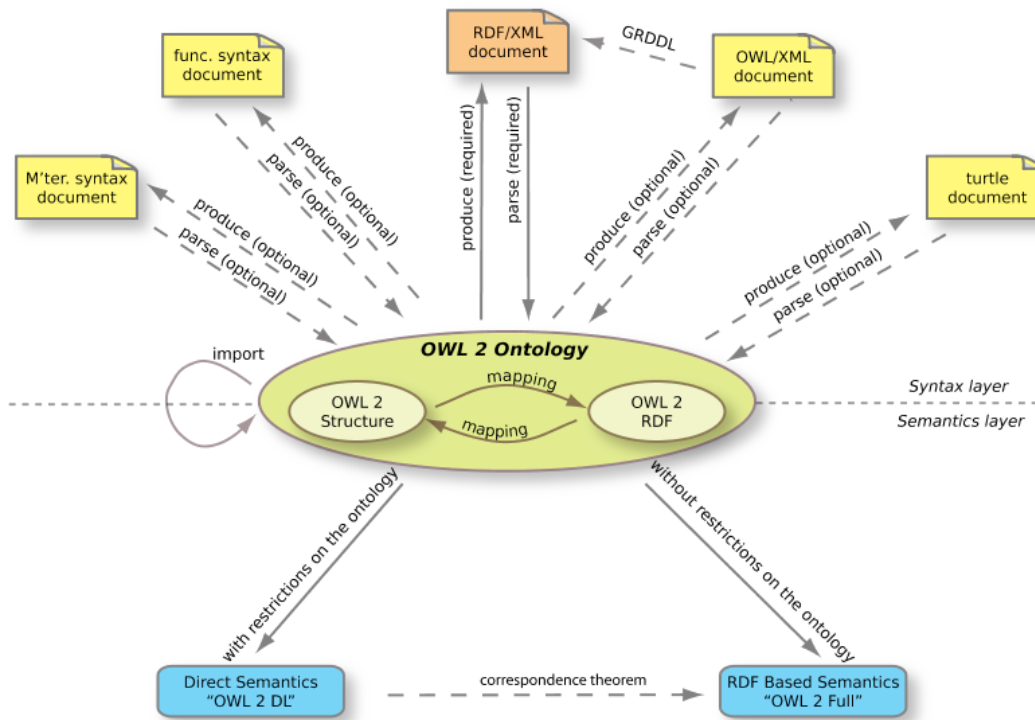 RDF/XML
document
GRDDL
func. syntax
document
OWL/XML
document
M'ter. syntax
document
turtle
document
produce (optional)
parse (optional)
produce (optional)
parse (optional)
produce (required)
parse (required)
produce (optional)
parse (optional)
produce (optional)
parse (optional)
import
OWL 2 Ontology
mapping
OWL 2
Structure
OWL 2
RDF
mapping
Syntax layer
Semantics layer
with restrictions on the ontology
without restrictions on the ontology
Direct Semantics
“OWL 2 DL”
correspondence theorem
RDF Based Semantics
“OWL 2 Full”